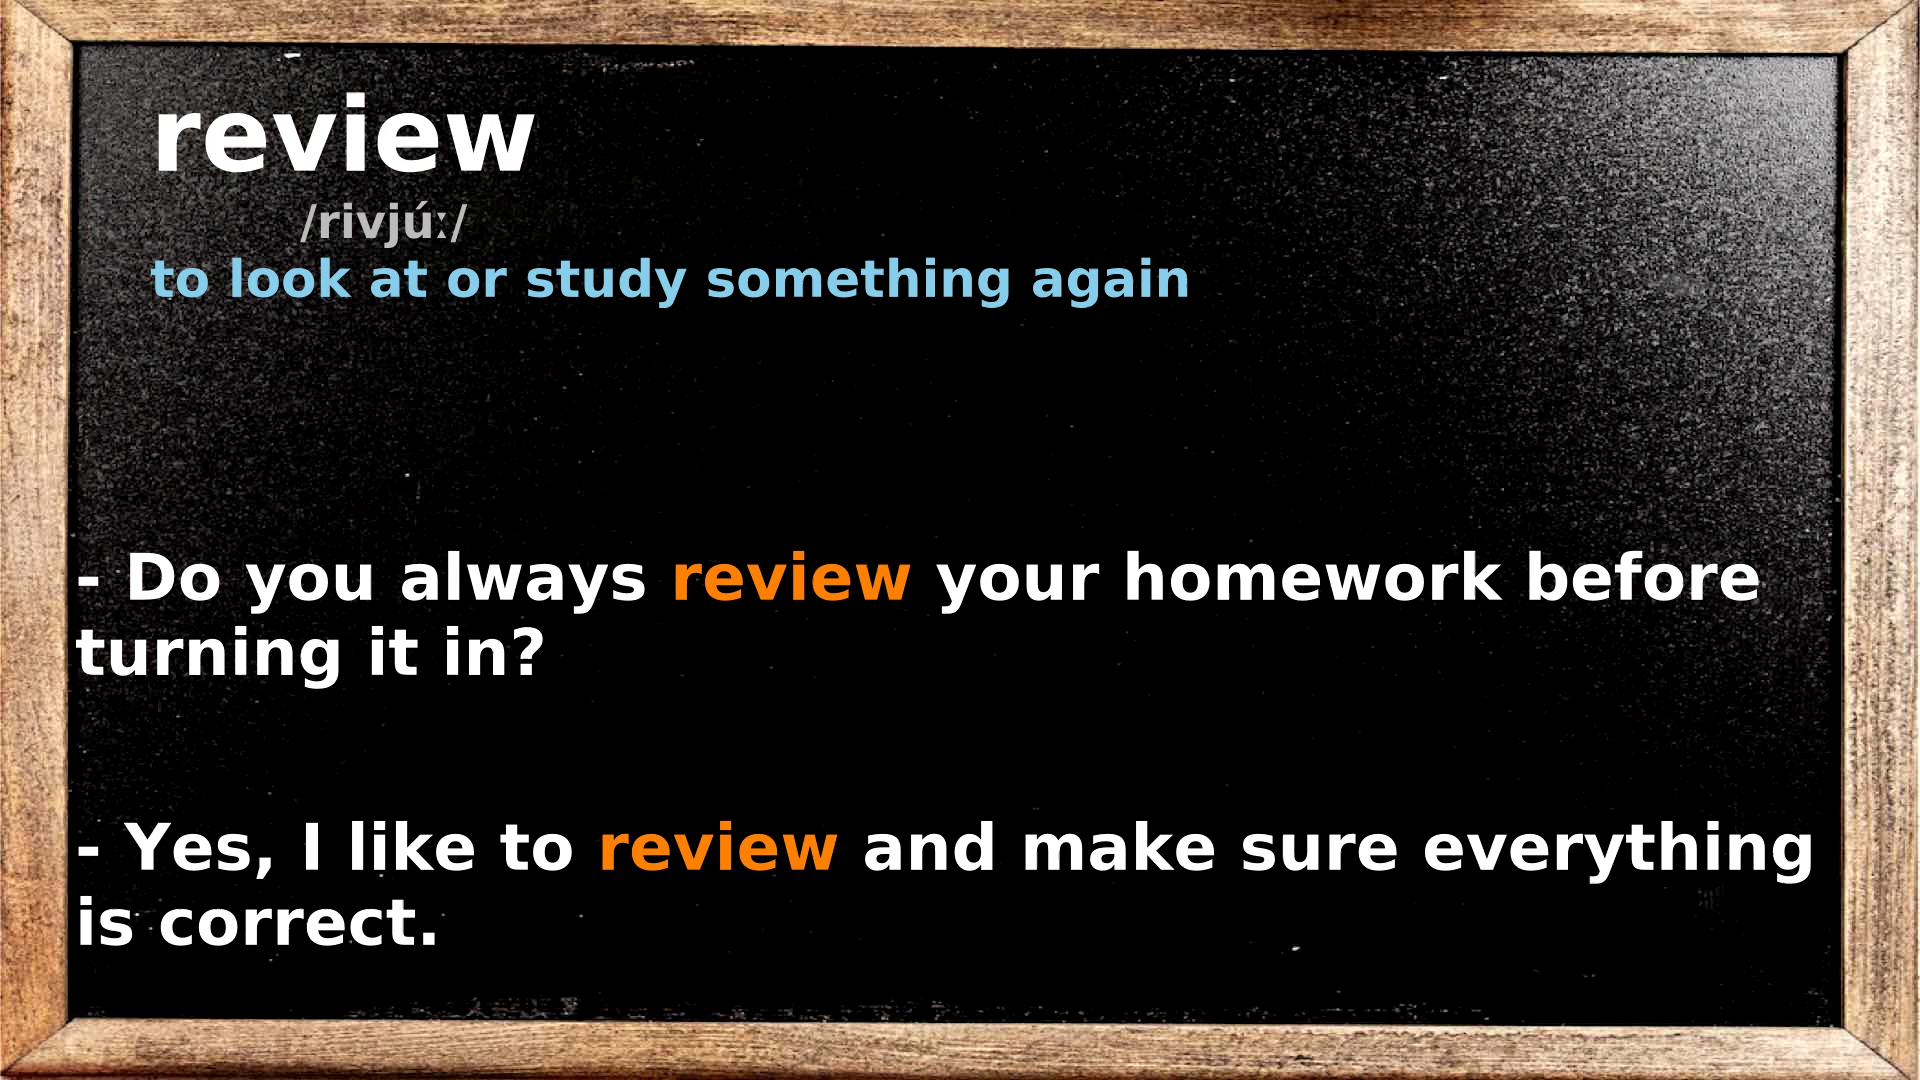 review
/rivjúː/
to look at or study something again
- Do you always review your homework before
turning it in?
- Yes, I like to review and make sure everything
is correct.